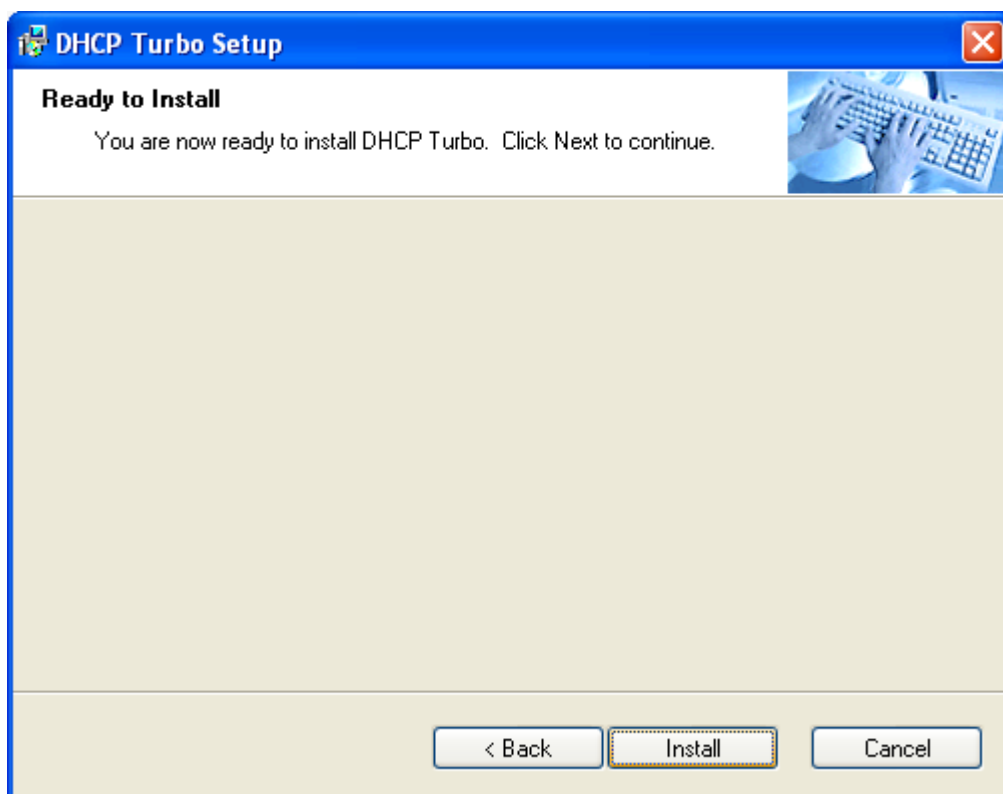 DHCP Turbo Setup
Ready to Install
You are now ready to install DHCP Turbo. Click Next to continue.
< Back
Install
Cancel